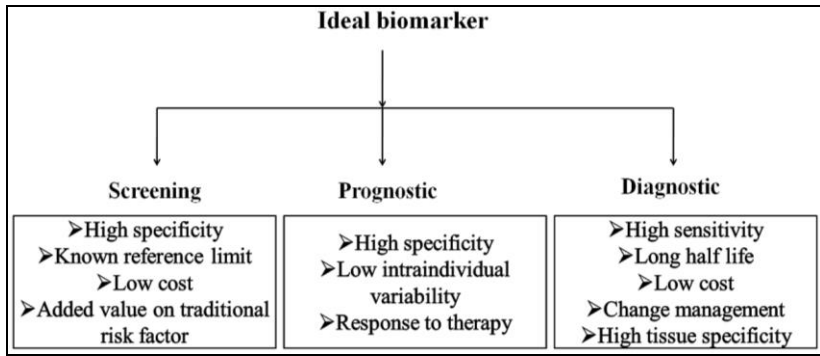 Ideal biomarker
Screening
➤High specificity
➤Known reference limit
➤Low cost
➤Added value on traditional
risk factor
Prognostic
➤High specificity
➤Low intraindividual
variability
➤Response to therapy
Diagnostic
➤High sensitivity
➤Long half life
➤Low cost
➤Change management
➤High tissue specificity